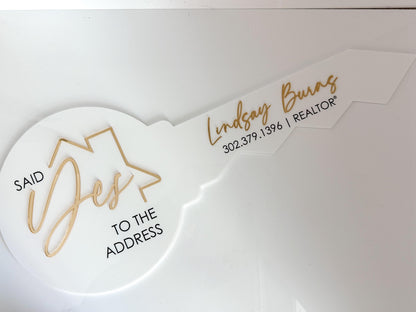 SAID
Yes
TO THE
ADDRESS
Lindsay Burns
302.379.1396 | REALTOR®